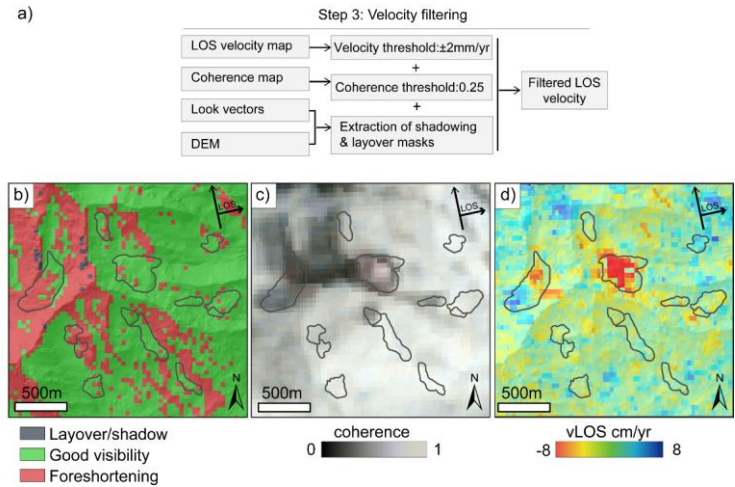 a)
Step 3: Velocity filtering
LOS velocity map
Velocity threshold:±2mm/yr
+
Coherence map
Coherence threshold:0.25
Filtered LOS
velocity
+
Look vectors
Extraction of shadowing
& layover masks
DEM
b)
LOS
500m
N
c)
LOS
500m
N
d)
LOS
500m
N
Layover/shadow
Good visibility
Foreshortening
coherence
0
1
vLOS cm/yr
-8
8